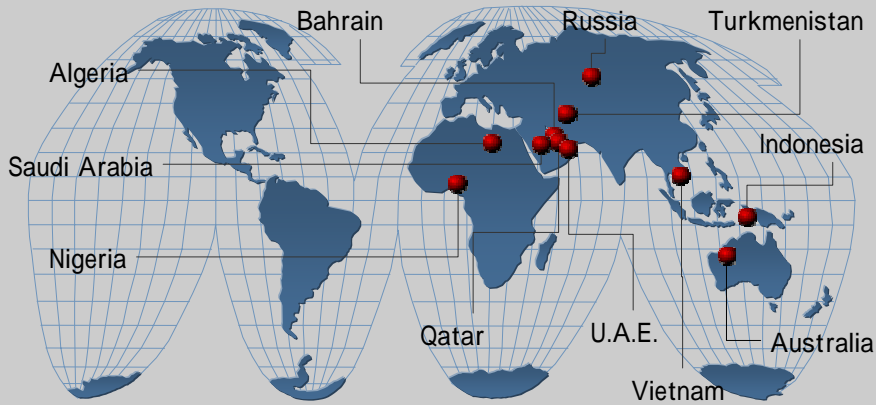 Bahrain
Russia
Turkmenistan
Algeria
Indonesia
Saudi Arabia
Nigeria
Qatar
U.A.E.
Australia
Vietnam